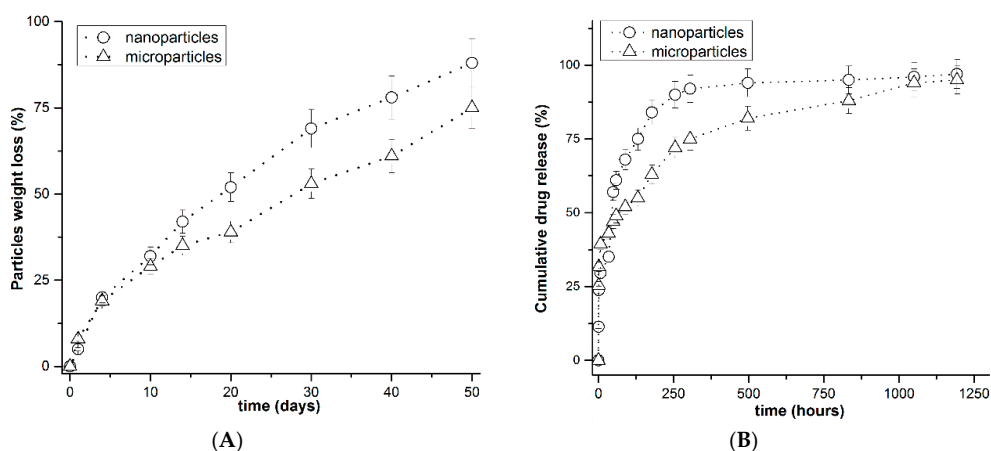 nanoparticles
microparticles
Particles weight loss (%)
100
75
50
25
0
0 10 20 30 40 50
time (days)
(A)
nanoparticles
microparticles
Cumulative drug release (%)
100
75
50
25
0
0 250 500 750 1000 1250
time (hours)
(B)